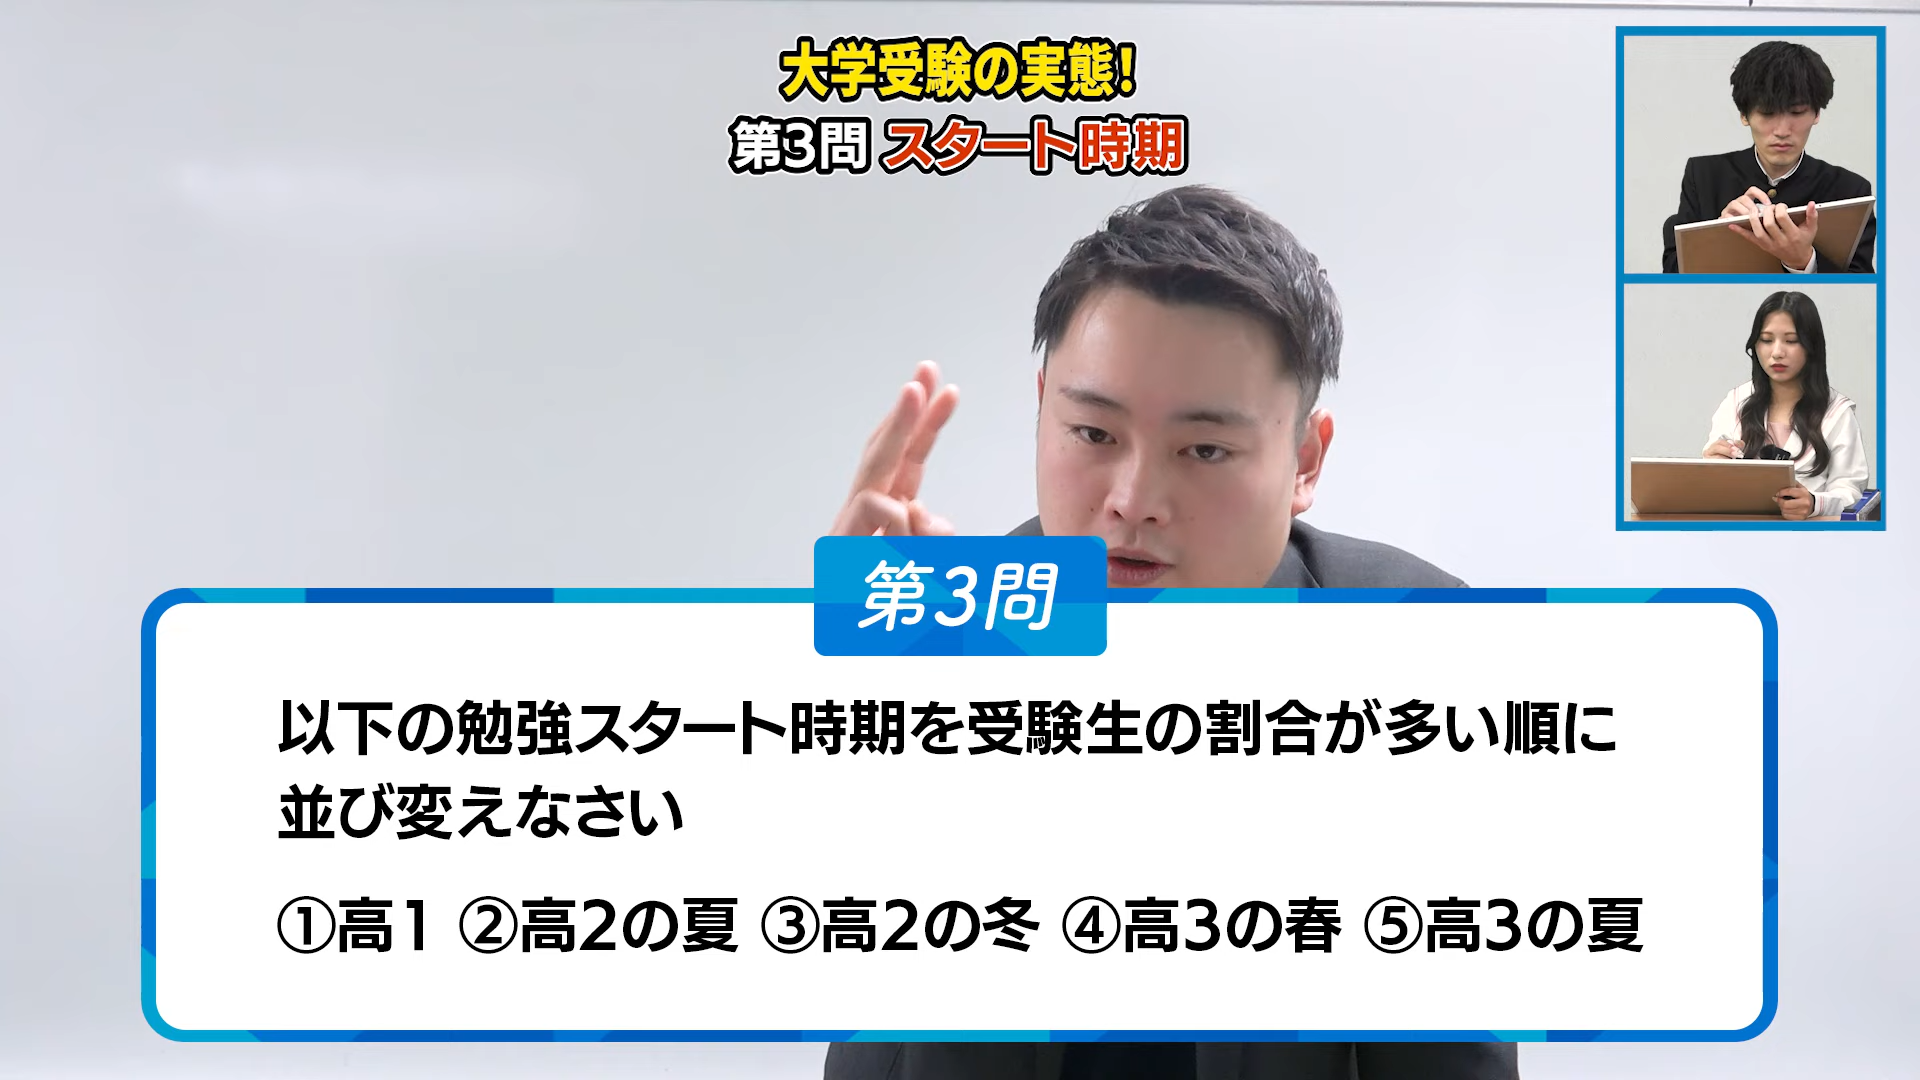 大学受験の実態!
第3問 スタート時期
第3問
以下の勉強スタート時期を受験生の割合が多い順に
並び変えなさい
①高1 ②高2の夏 ③高2の冬 ④高3の春 ⑤高3の夏